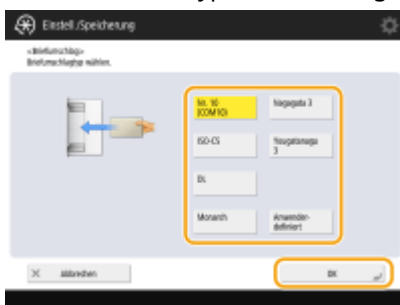 Einstell./Speicherung
<Briefumschlag>
Briefumschlagtyp wählen.
Nr. 10
(COM10)
Nagagata 3
ISO-C5
Yougatanaga
3
DL
Monarch
Anwender-
definiert
Abbrechen
OK